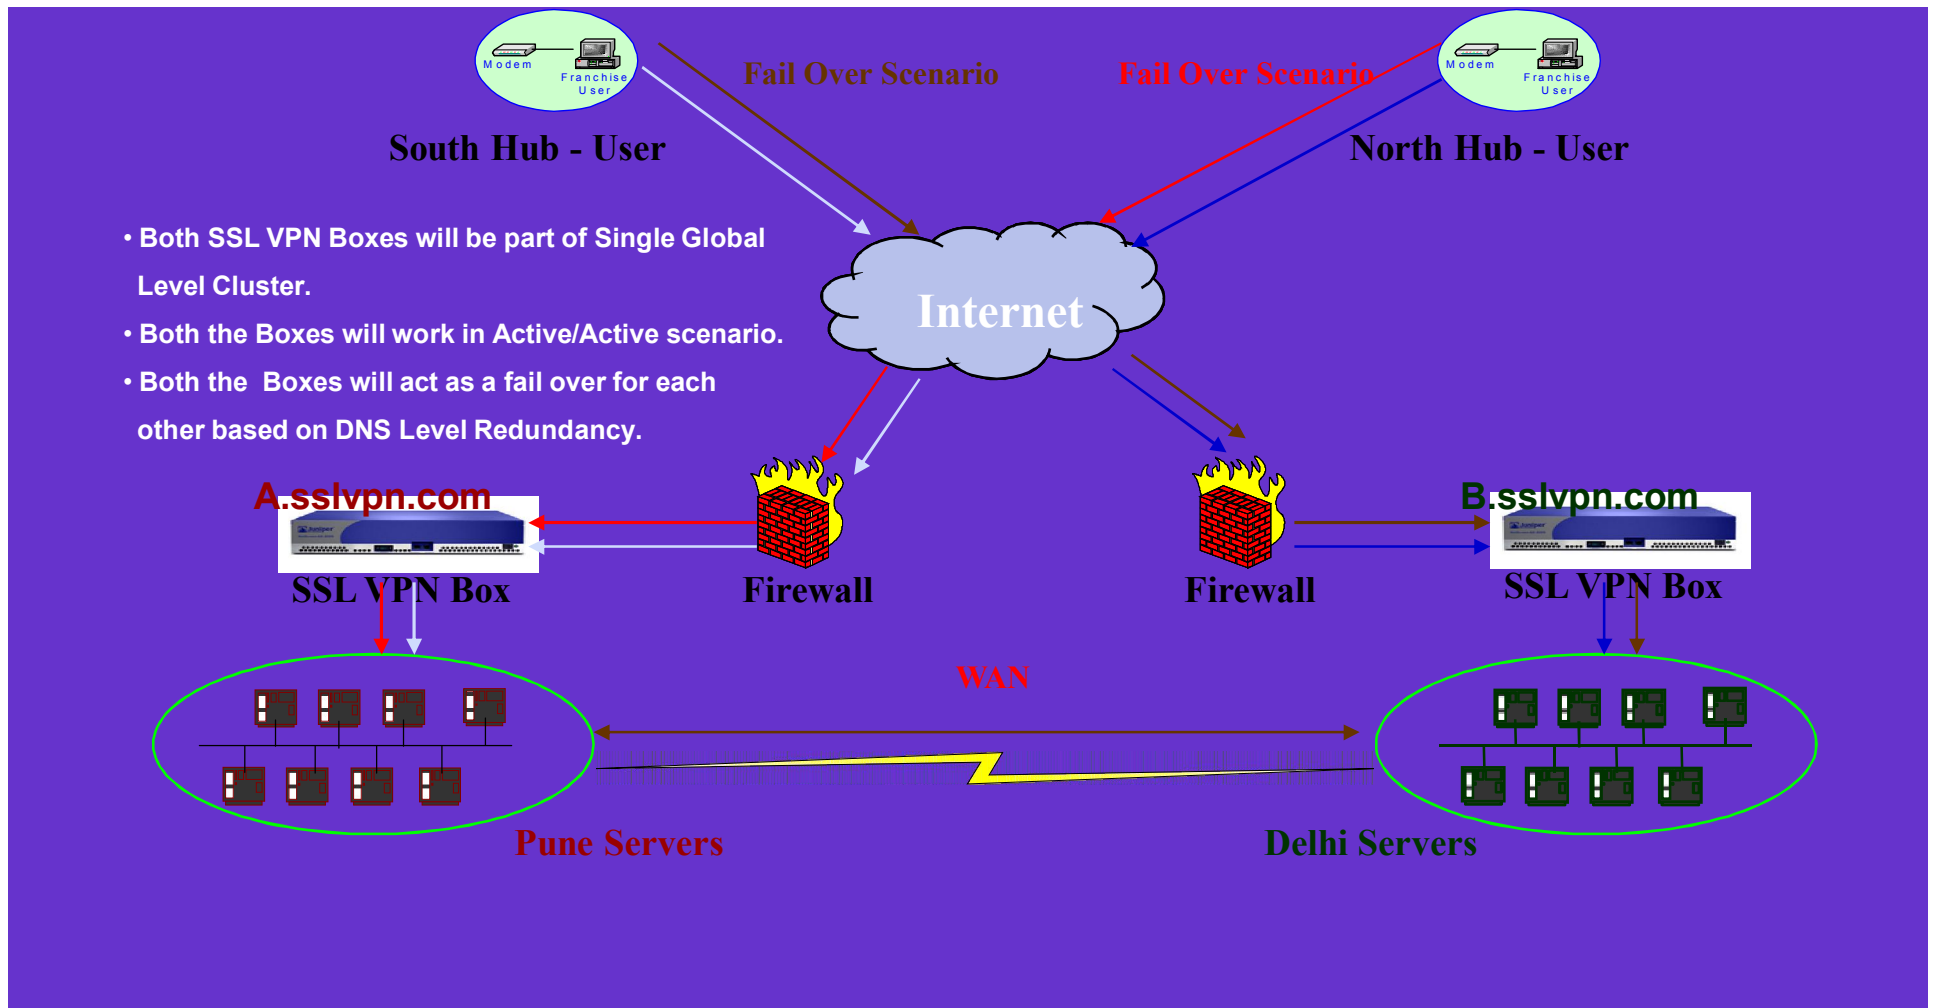 Modem
Franchise
User
Fail Over Scenario
Fail Over Scenario
Modem
Franchise
User
South Hub - User
North Hub - User
• Both SSL VPN Boxes will be part of Single Global
Level Cluster.
• Both the Boxes will work in Active/Active scenario.
• Both the  Boxes will act as a fail over for each
other based on DNS Level Redundancy.
Internet
A.sslvpn.com
B.sslvpn.com
Juniper
Juniper
SSL VPN Box
Firewall
Firewall
SSL VPN Box
WAN
Pune Servers
Delhi Servers